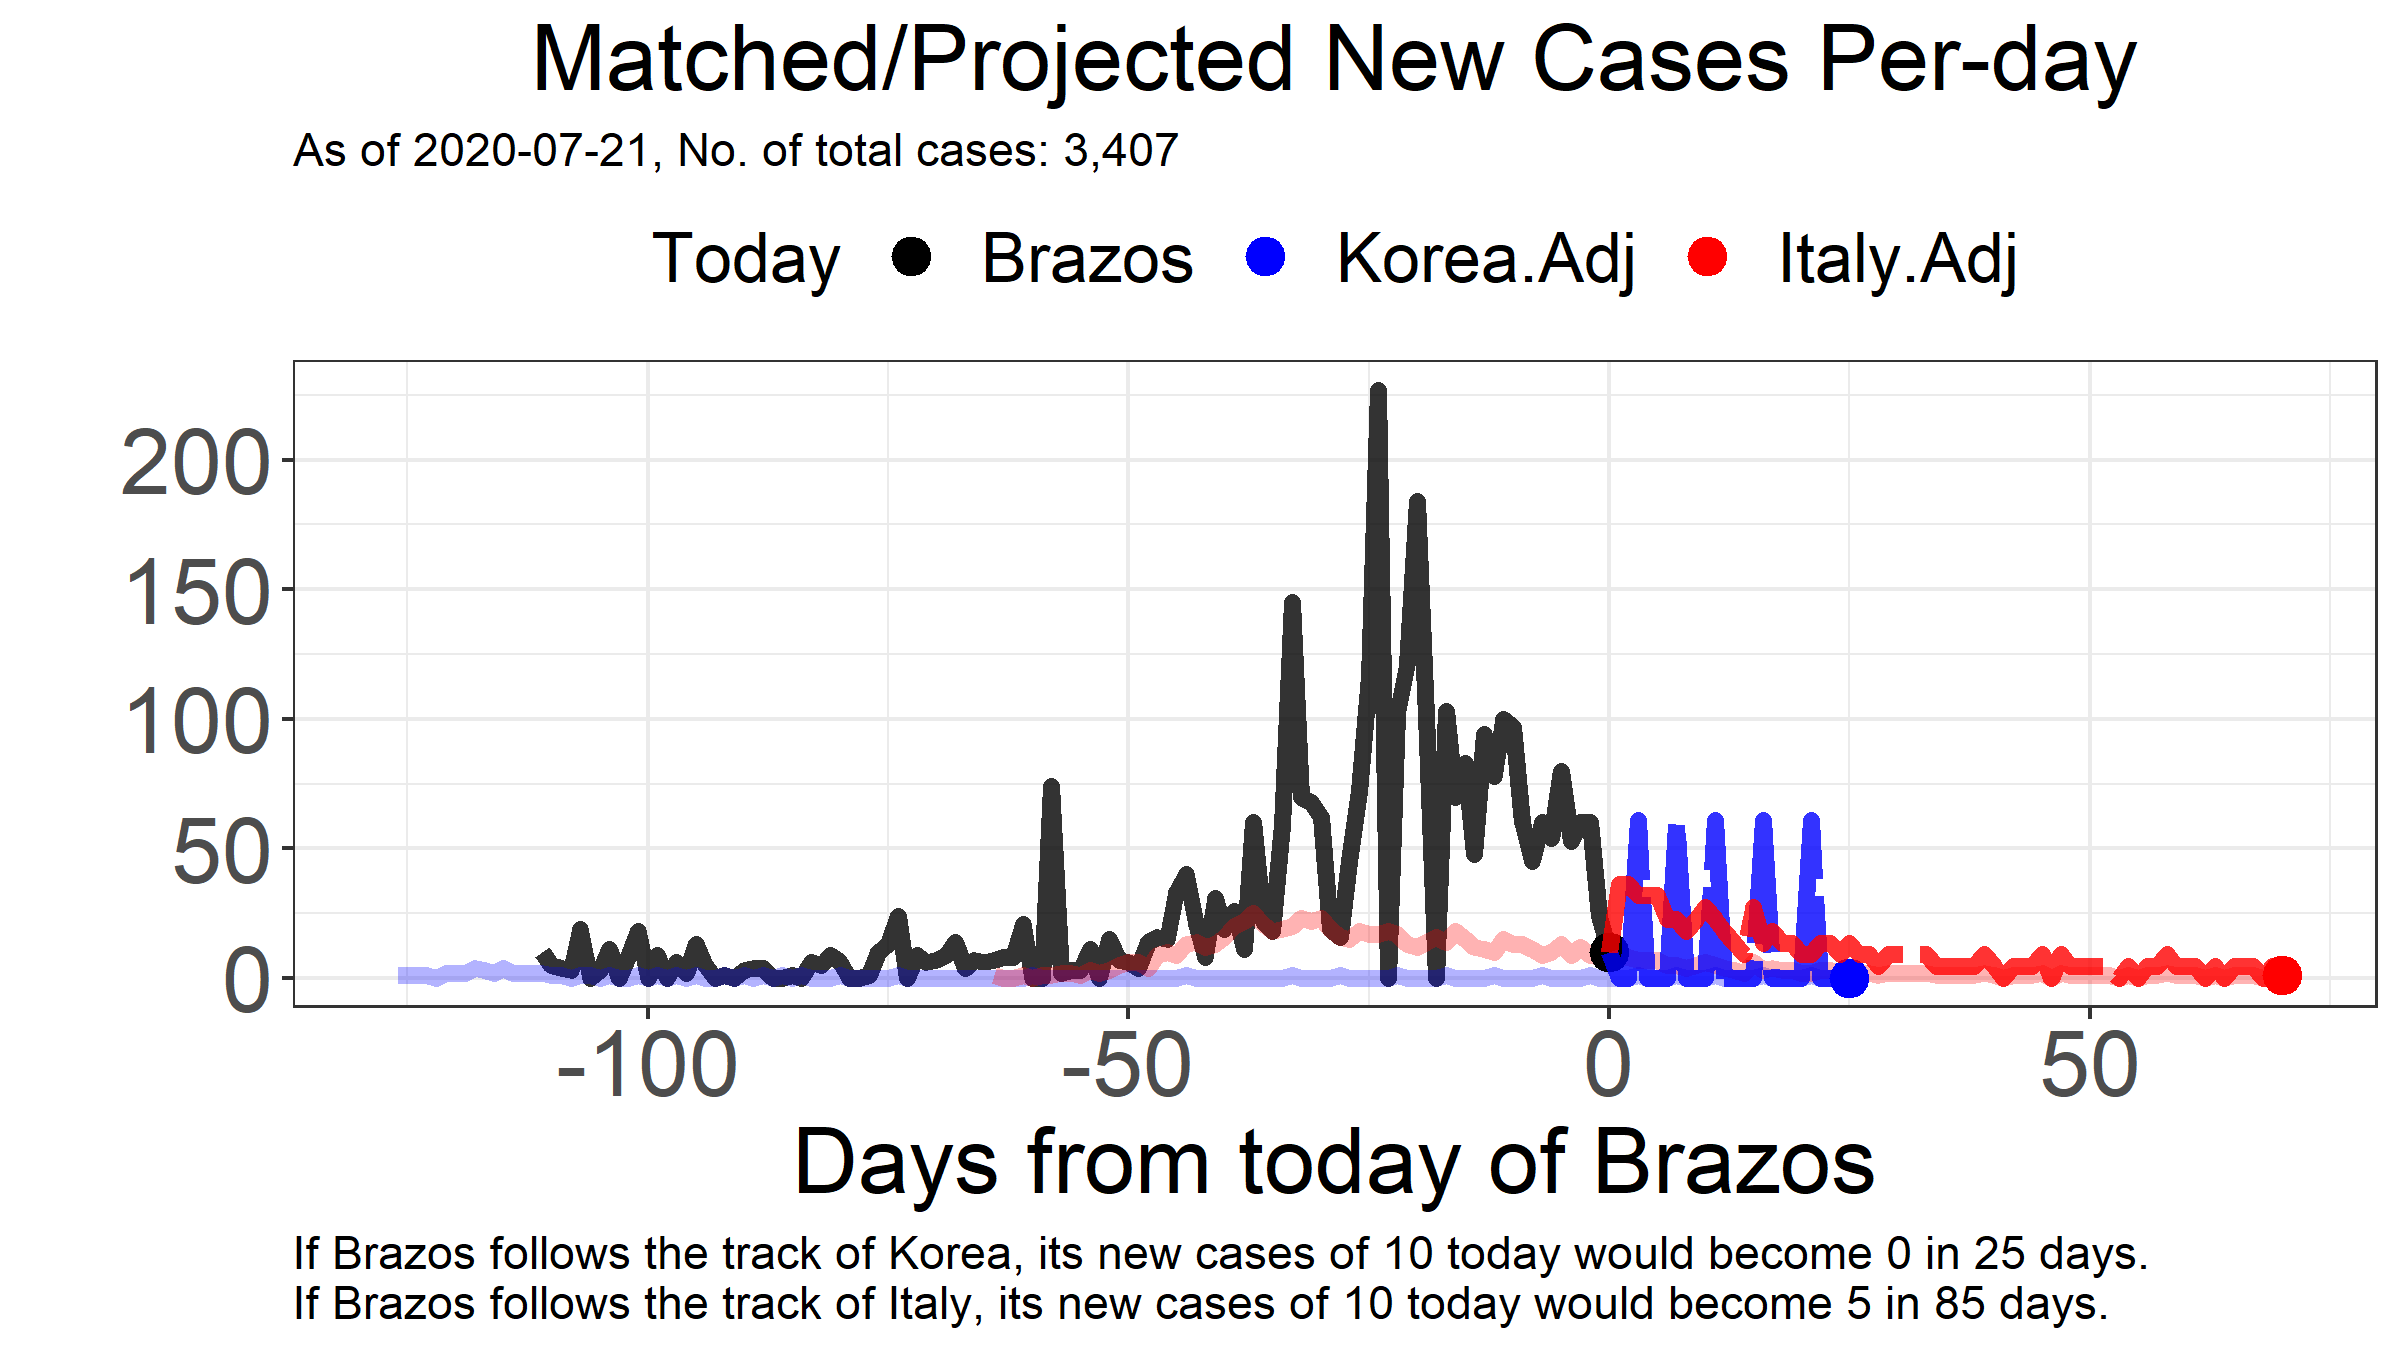 Matched/Projected New Cases Per-day
As of 2020-07-21, No. of total cases: 3,407
Today Brazos Korea.Adj Italy.Adj
200
150
100
50
0
-100 -50 0 50
Days from today of Brazos
If Brazos follows the track of Korea, its new cases of 10 today would become 0 in 25 days.
If Brazos follows the track of Italy, its new cases of 10 today would become 5 in 85 days.